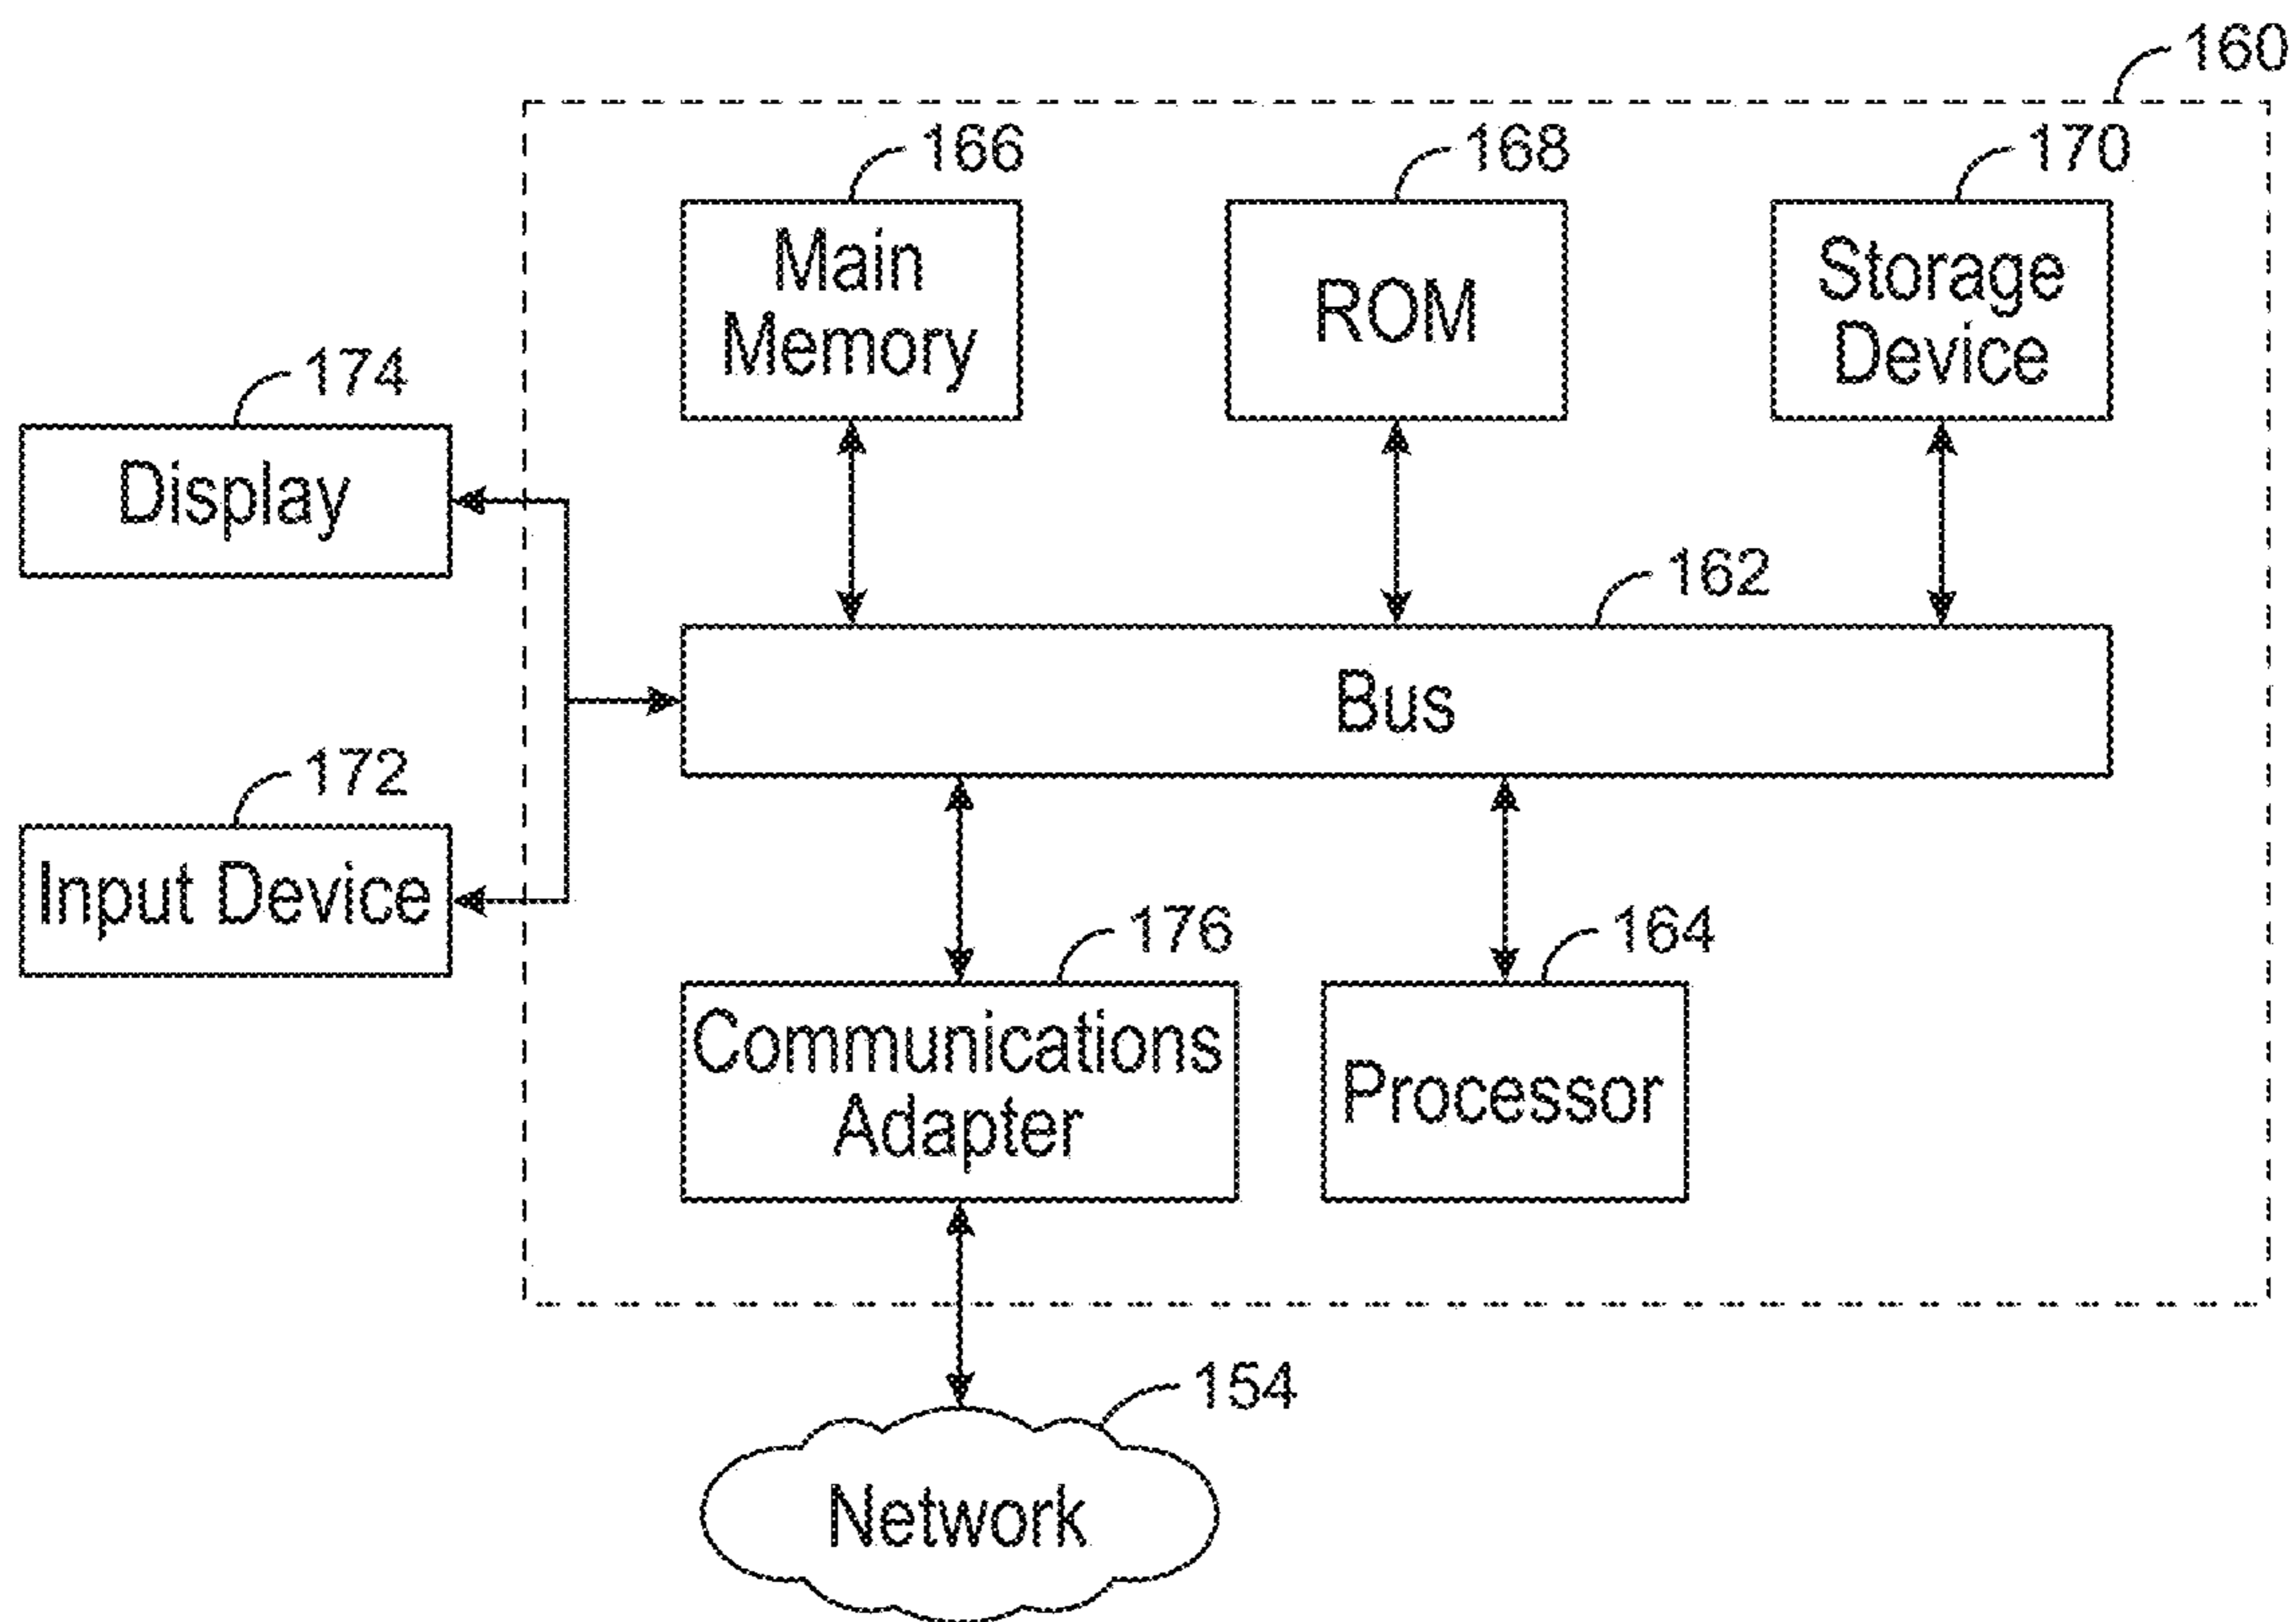 160
166
168
170
Main
Memory
ROM
Storage
Device
174
Display
162
Bus
172
Input Device
176
164
Communications
Adapter
Processor
154
Network